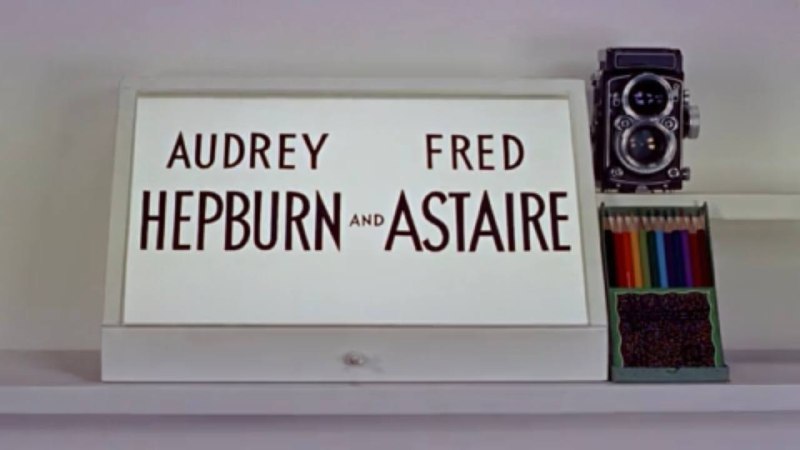 AUDREY FRED
HEPBURN AND ASTAIRE